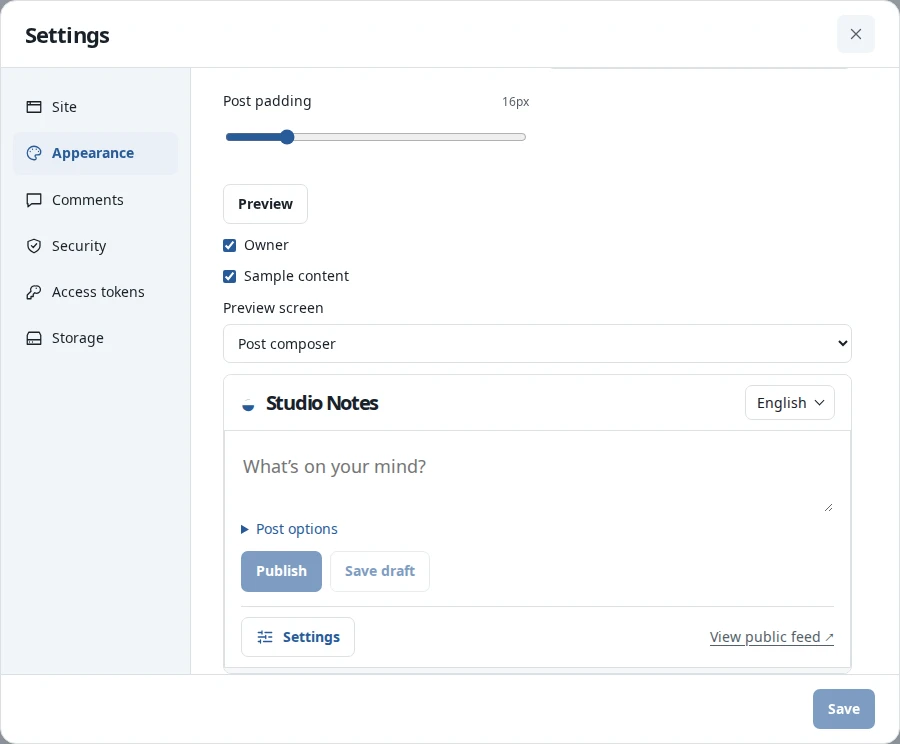 Settings
Site
Appearance
Comments
Security
Access tokens
Storage
Post padding 16px
Preview
Owner
Sample content
Preview screen
Post composer
Studio Notes English
What's on your mind?
Post options
Publish Save draft
Settings View public feed ↗
Save